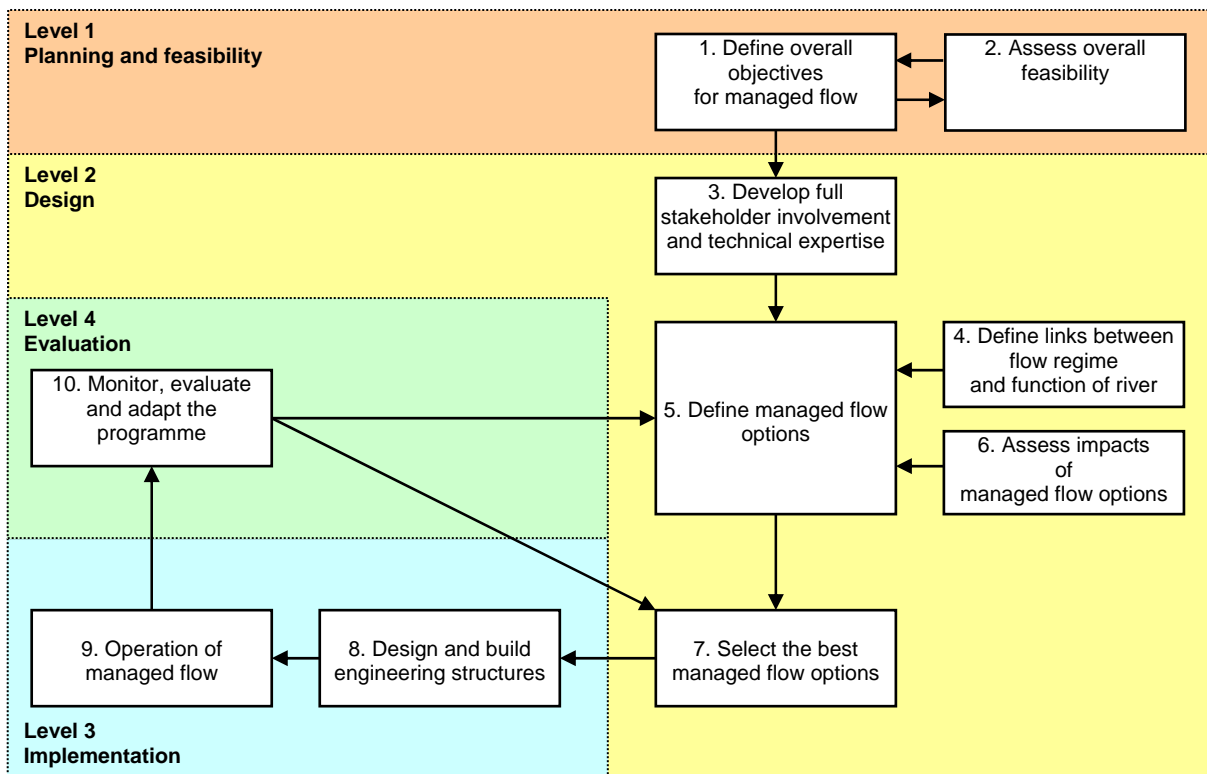 Level 1
Planning and feasibility
1. Define overall
objectives
for managed flow
2. Assess overall
feasibility
Level 2
Design
3. Develop full
stakeholder involvement
and technical expertise
Level 4
Evaluation
10. Monitor, evaluate
and adapt the
programme
5. Define managed flow
options
4. Define links between
flow regime
and function of river
6. Assess impacts
of
managed flow options
9. Operation of
managed flow
8. Design and build
engineering structures
7. Select the best
managed flow options
Level 3
Implementation